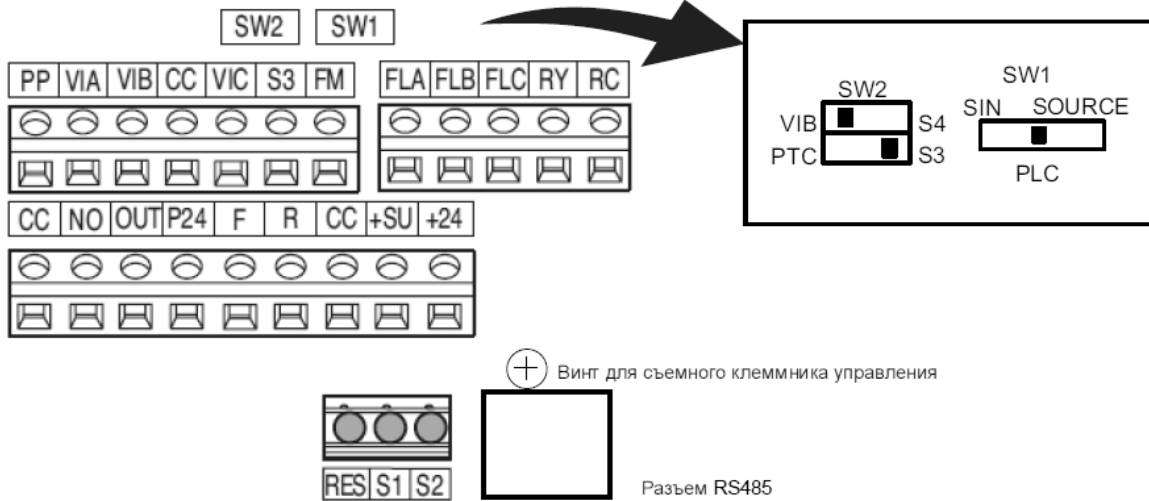 SW2 SW1
PP VIA VIB CC VIC S3 FM
FLA FLB FLC RY RC
CC NO OUT P24 F R CC +SU +24
SW2
VIB S4
PTC S3
SW1
SIN SOURCE
PLC
Винт для съемного клеммника управления
RES S1 S2
Разъем RS485